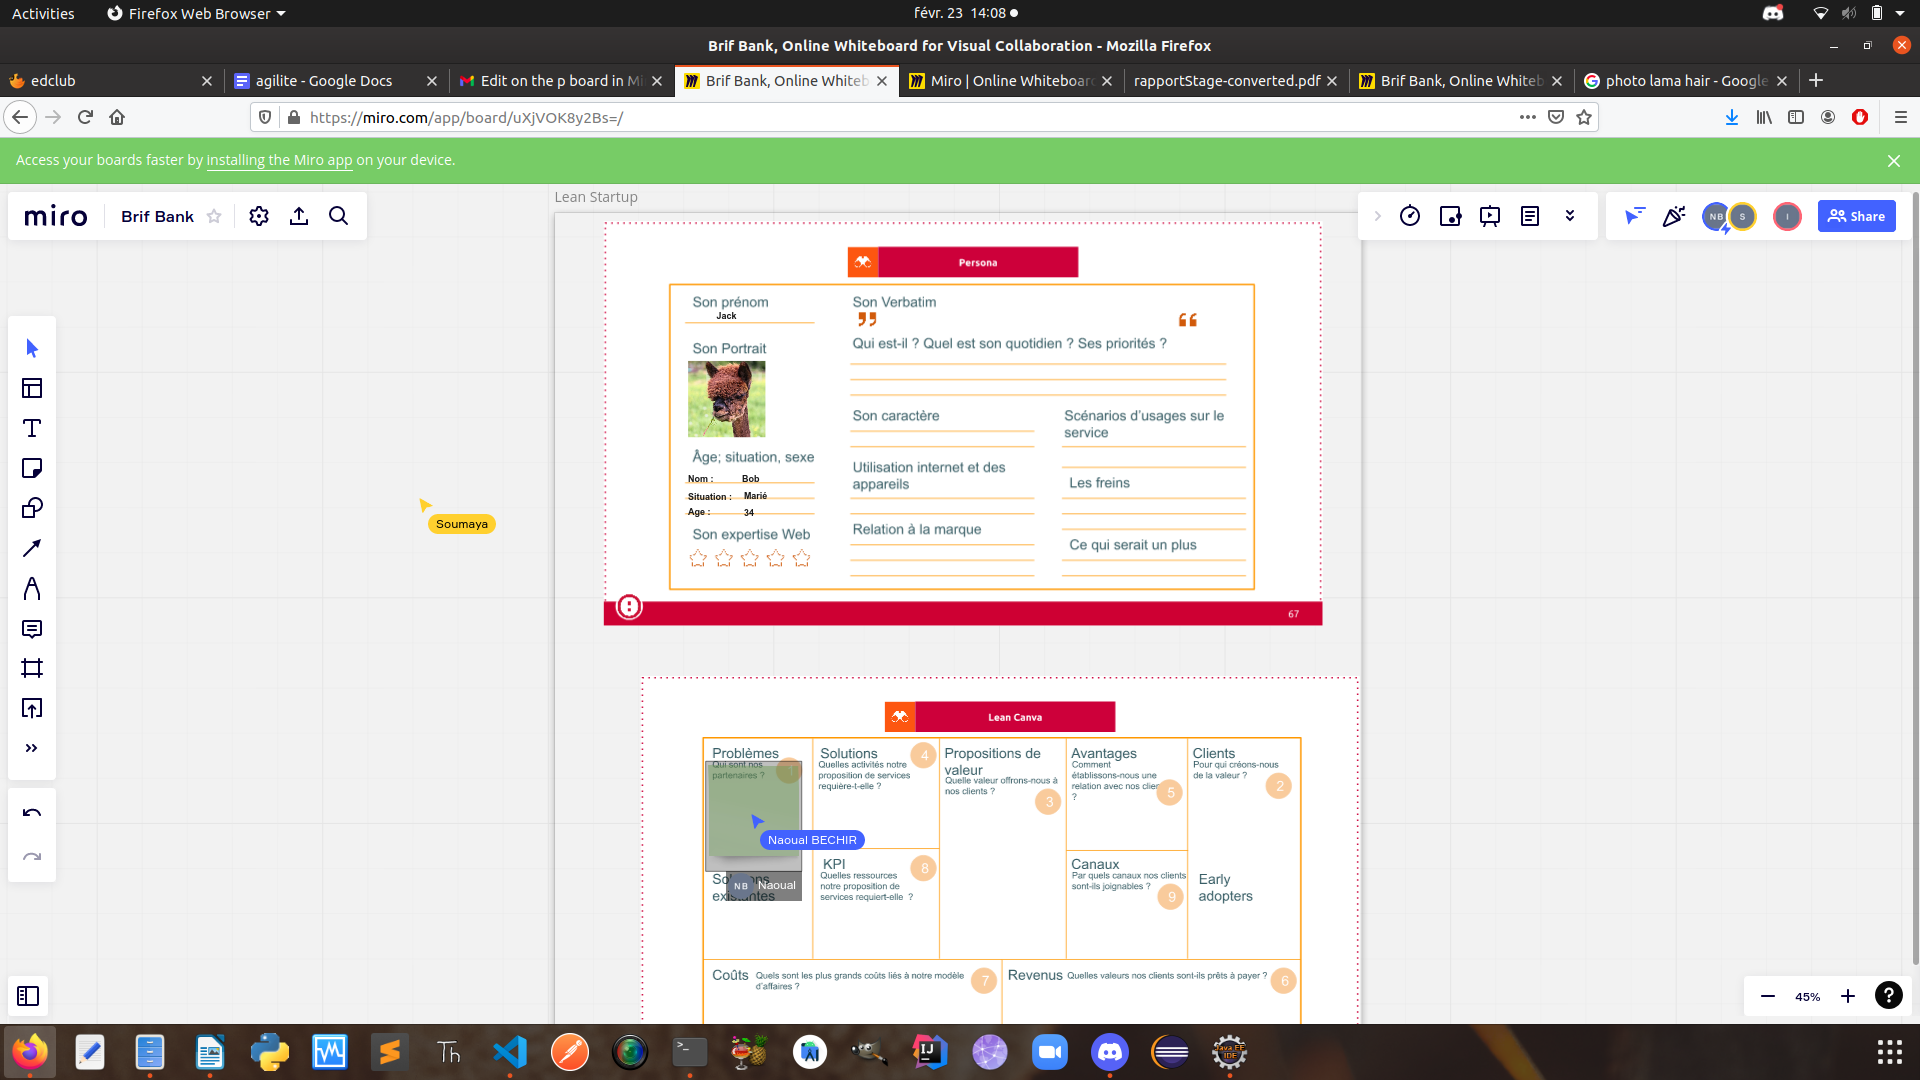 Activities
Firefox Web Browser
févr. 23 14:08
Brif Bank, Online Whiteboard for Visual Collaboration - Mozilla Firefox
edclub
agilite - Google Docs
Edit on the p board in Mi
Brif Bank, Online Whiteb
Miro | Online Whiteboard
rapportStage-converted.pdf
Brif Bank, Online Whiteb
photo lama hair - Google
https://miro.com/app/board/uXjVOK8y2Bs=/
Access your boards faster by installing the Miro app on your device.
Lean Startup
miro
Brif Bank
NB
S
I
Share
Persona
Son prénom
Jack
Son Verbatim
Qui est-il ? Quel est son quotidien ? Ses priorités ?
Son Portrait
Son caractère
Scénarios d'usages sur le
service
Âge; situation, sexe
Nom : Bob
Situation : Marié
Age : 34
Utilisation internet et des
appareils
Les freins
Son expertise Web
Relation à la marque
Ce qui serait un plus
67
Soumaya
Lean Canva
Problèmes
Qui sont nos
partenaires ?
1
Solutions
Quelles activités notre
proposition de services
requière-t-elle ?
4
Propositions de
valeur
Quelle valeur offrons-nous à
nos clients ?
3
Avantages
Comment
établissons-nous une
relation avec nos clien
?
5
Clients
Pour qui créons-nous
de la valeur ?
2
Naoual BECHIR
NB Naoual
Solutions
existantes
KPI
Quelles ressources
notre proposition de
services requiert-elle ?
8
Canaux
Par quels canaux nos clients
sont-ils joignables ?
9
Early
adopters
Coûts Quels sont les plus grands coûts liés à notre modèle
d'affaires ?
7
Revenus Quelles valeurs nos clients sont-ils prêts à payer ?
6
45%
Th
IJ
Java EE
IDE